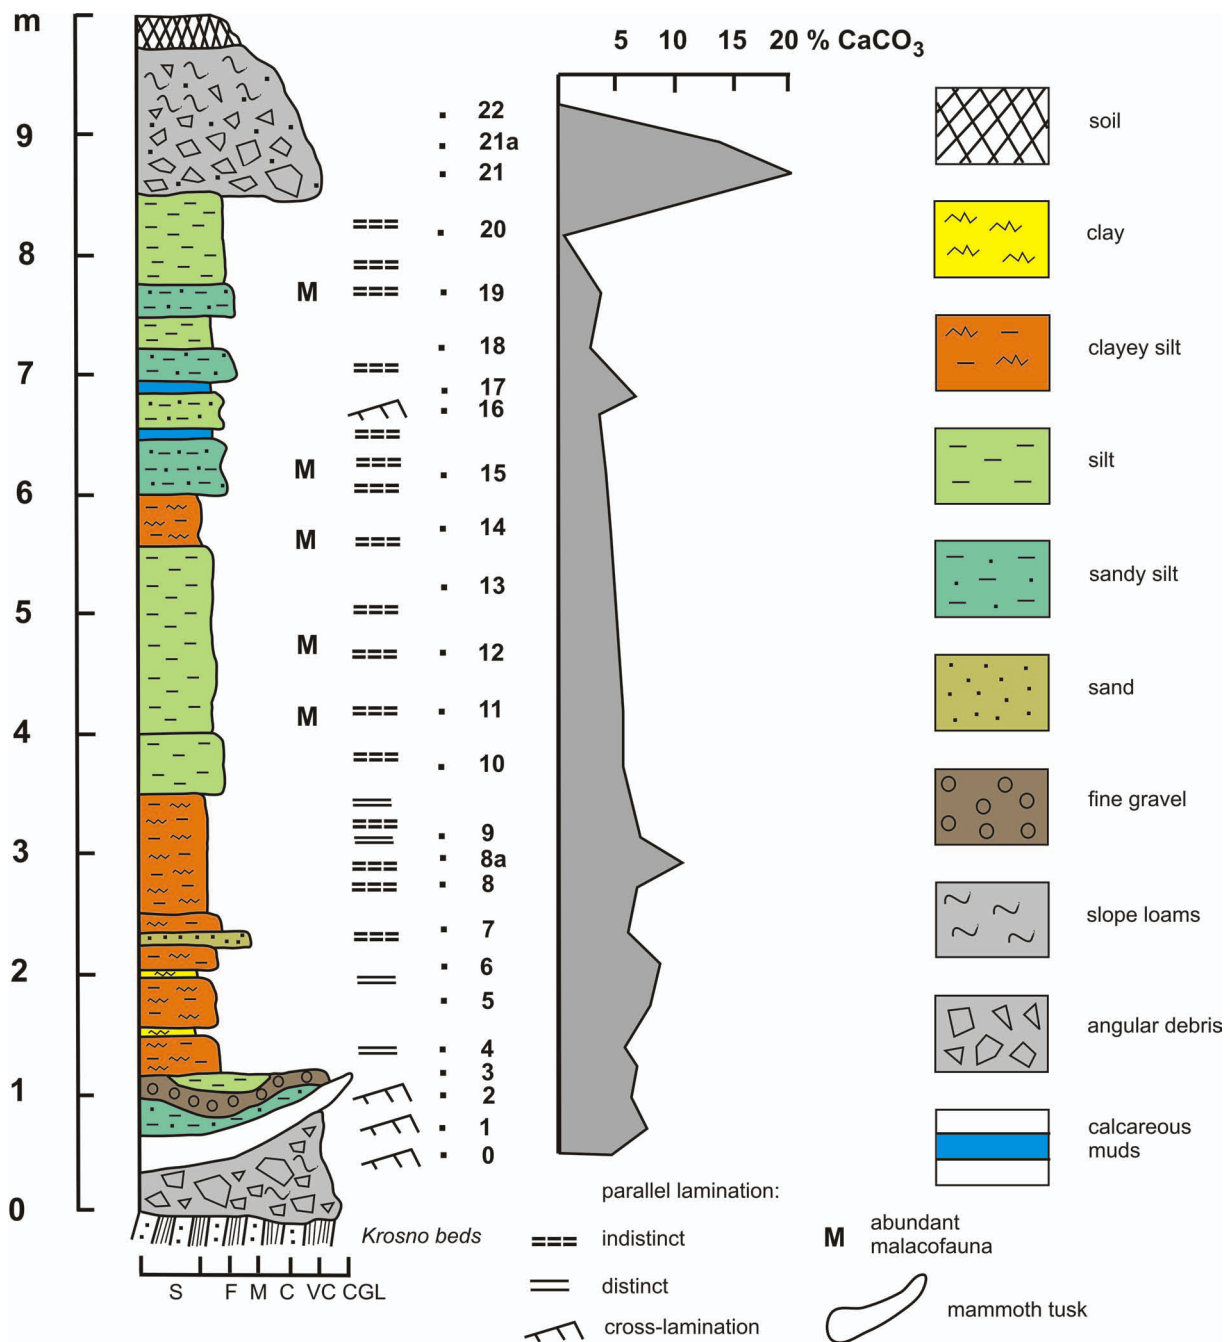 m
5 10 15 20 % CaCO3
9
8
7
6
5
4
3
2
1
0
M
M
M
M
M
22
21a
21
20
19
18
17
16
15
14
13
12
11
10
9
8a
8
7
6
5
4
3
2
1
0
soil
clay
clayey silt
silt
sandy silt
sand
fine gravel
slope loams
angular debris
calcareous
muds
Krosno beds
S F M C VC CGL
parallel lamination:
indistinct
distinct
cross-lamination
M abundant
malacofauna
mammoth tusk